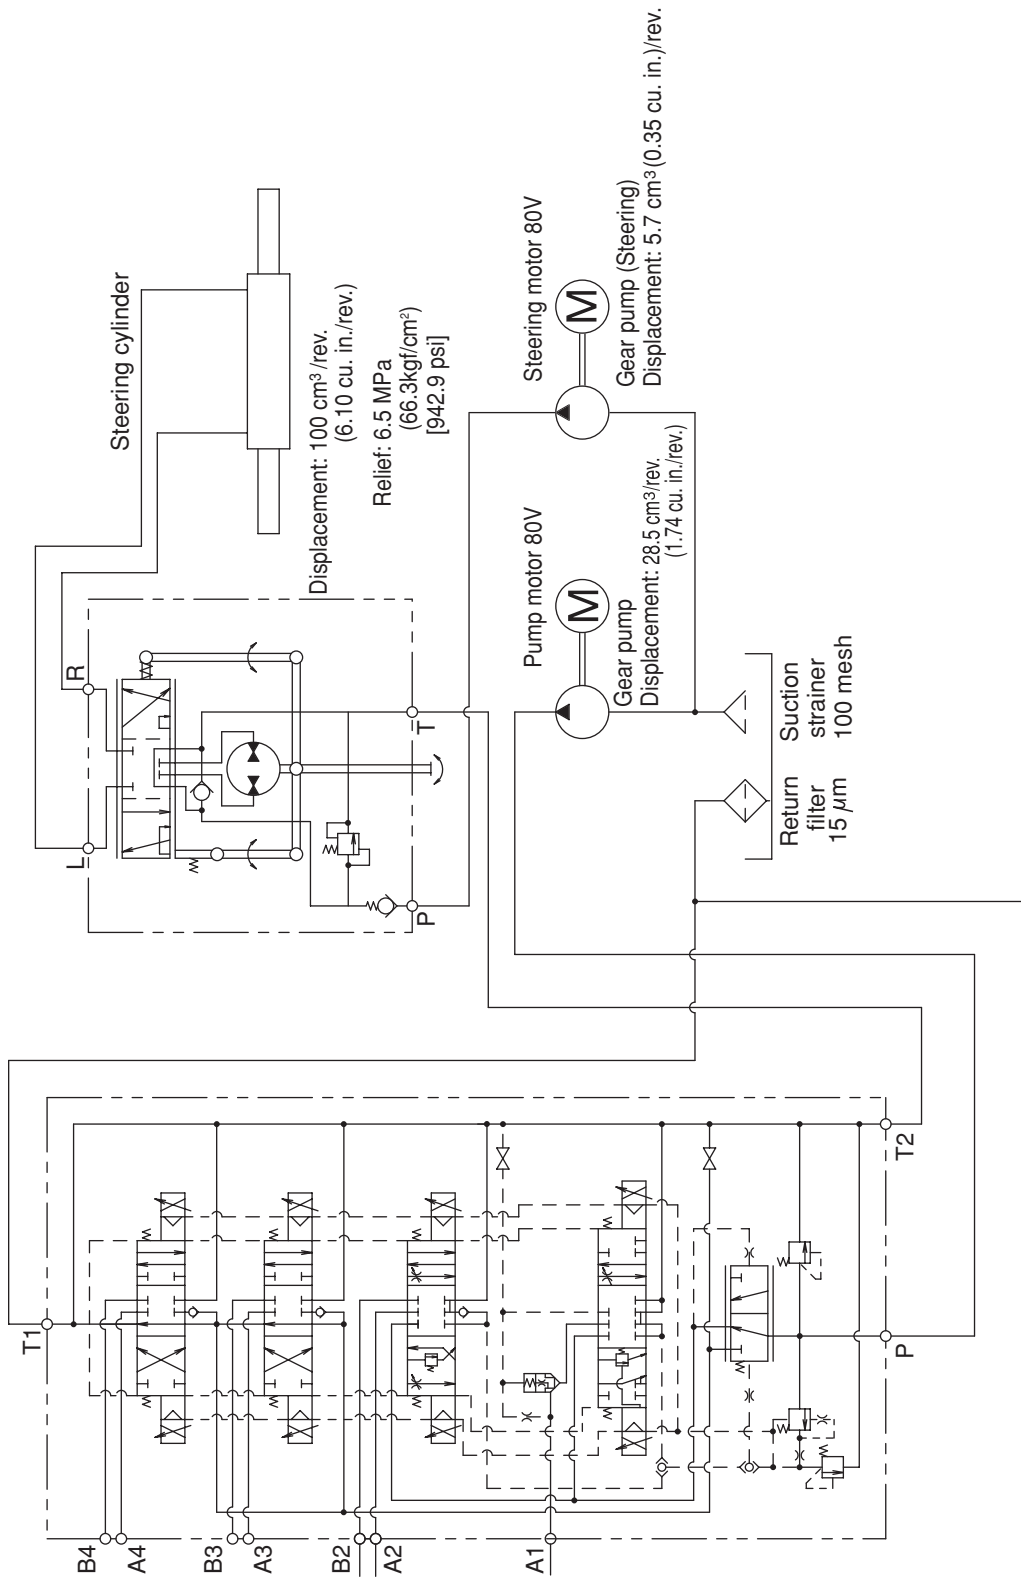 Steering cylinder
Displacement: 100 cm³/rev.
(6.10 cu. in./rev.)
Relief: 6.5 MPa
(66.3kgf/cm²)
[942.9 psi]
L
R
P
T
Steering motor 80V
M
Gear pump (Steering)
Displacement: 5.7 cm³ (0.35 cu. in.)/rev.
Pump motor 80V
M
Gear pump
Displacement: 28.5 cm³/rev.
(1.74 cu. in./rev.)
Return
filter
15 µm
Suction
strainer
100 mesh
T1
T2
P
B4
A4
B3
A3
B2
A2
A1